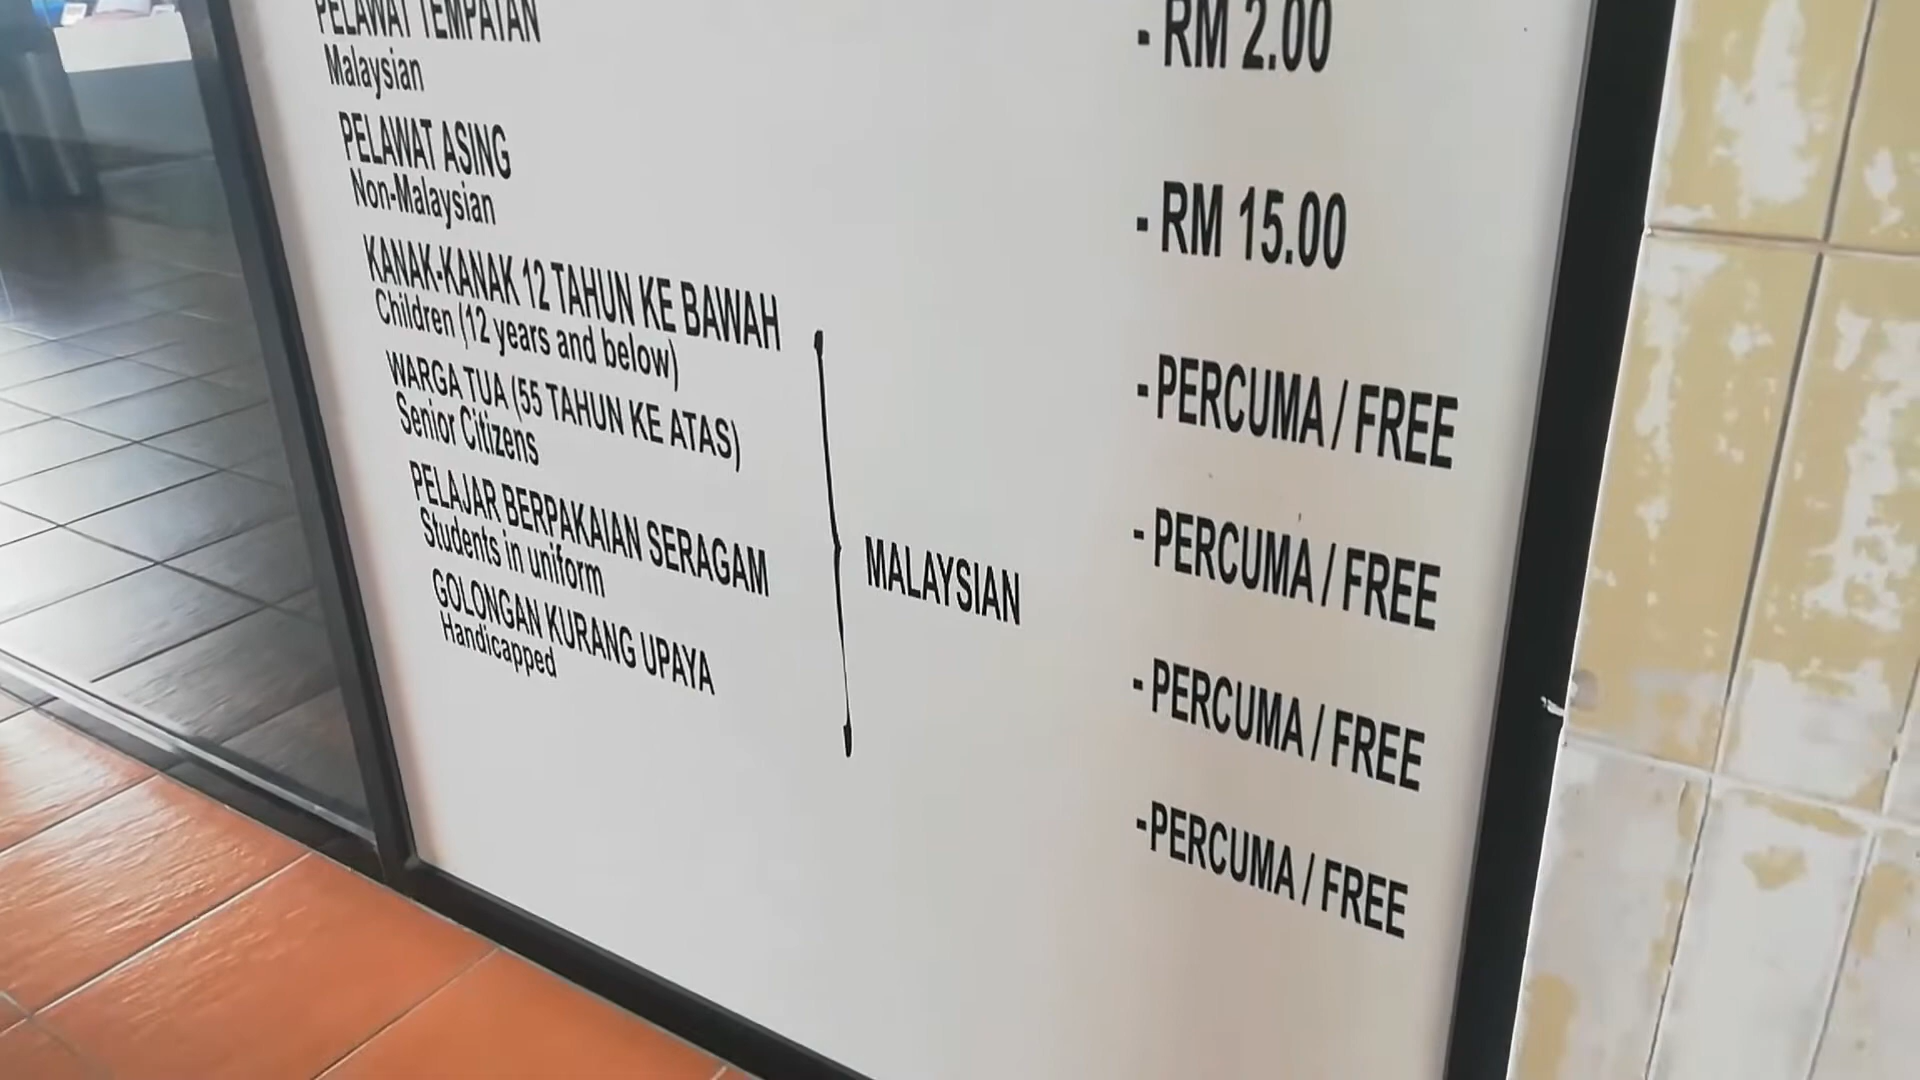 PELAWAT TEMPATAN - RM 2.00
Malaysian
PELAWAT ASING - RM 15.00
Non-Malaysian
KANAK-KANAK 12 TAHUN KE BAWAH - PERCUMA / FREE
Children (12 years and below)
WARGA TUA (55 TAHUN KE ATAS) - PERCUMA / FREE
Senior Citizens
PELAJAR BERPAKAIAN SERAGAM - PERCUMA / FREE
Students in uniform
MALAYSIAN
GOLONGAN KURANG UPAYA -PERCUMA / FREE
Handicapped